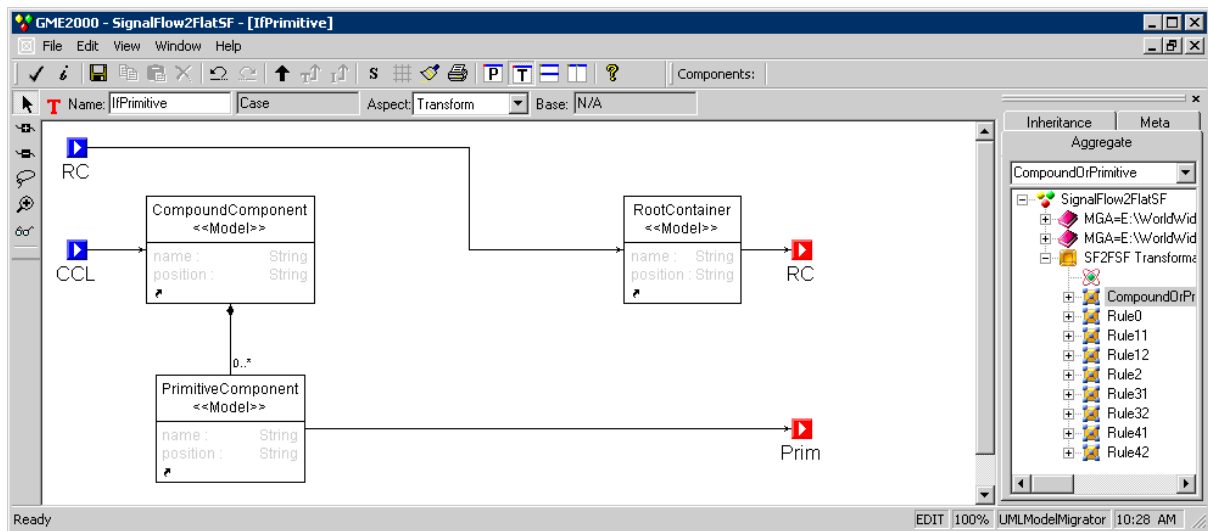 GME2000 - SignalFlow2FlatSF - [IfPrimitive]
File Edit View Window Help
S P T Components:
T Name: IfPrimitive Case Aspect: Transform Base: N/A
Inheritance Meta
Aggregate
CompoundOrPrimitive
SignalFlow2FlatSF
MGA=E:\WorldWid
MGA=E:\WorldWid
SF2FSF Transforma
CompoundOrPr
Rule0
Rule11
Rule12
Rule2
Rule31
Rule32
Rule41
Rule42
RC
CompoundComponent
<<Model>>
name : String
position : String
CCL
RootContainer
<<Model>>
name : String
position : String
RC
0..*
PrimitiveComponent
<<Model>>
name : String
position : String
Prim
Ready EDIT 100% UMLModelMigrator 10:28 AM